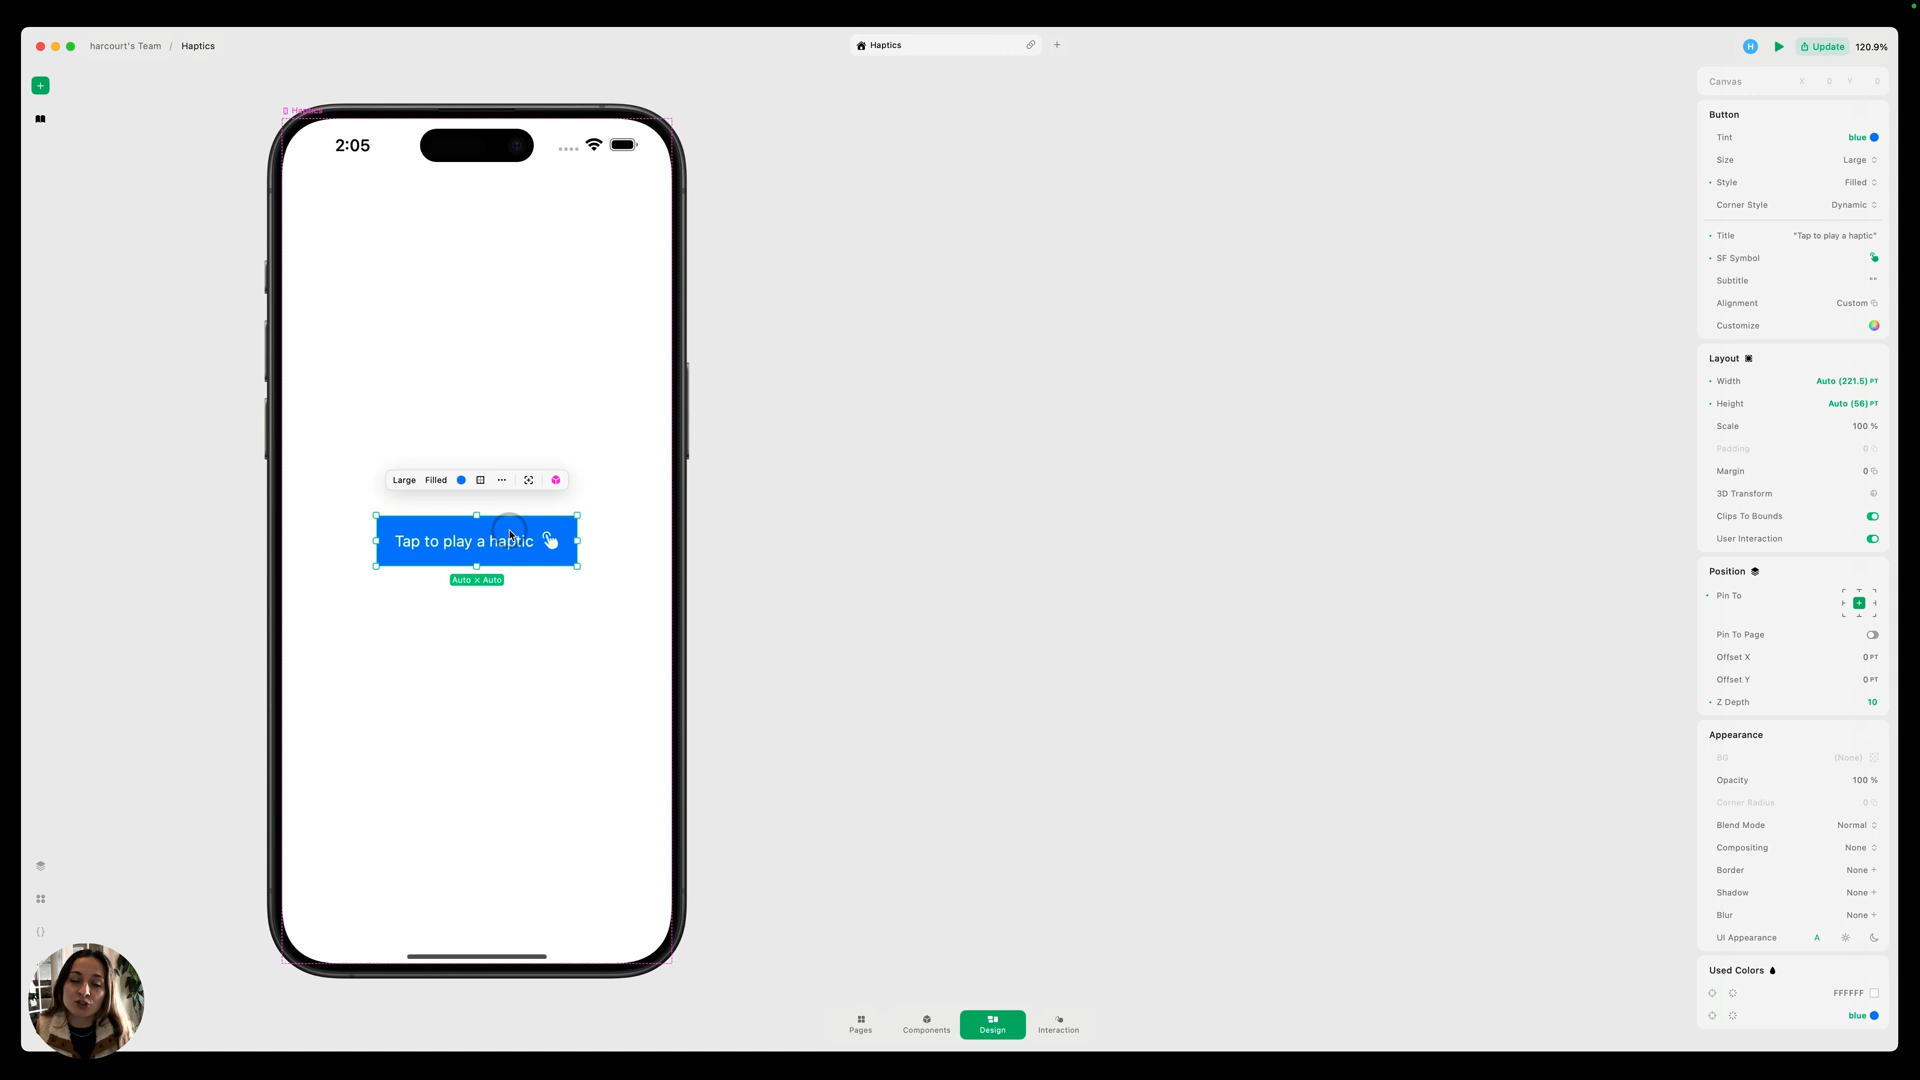 harcourt's Team / Haptics
Haptics
H
Update
120.9%
Haptics
2:05
Large Filled
Tap to play a haptic
Auto × Auto
Canvas X 0 Y 0
Button
Tint blue
Size Large
Style Filled
Corner Style Dynamic
Title "Tap to play a haptic"
SF Symbol
Subtitle ""
Alignment Custom
Customize
Layout
Width Auto (221.5) PT
Height Auto (56) PT
Scale 100 %
Padding 0
Margin 0
3D Transform
Clips To Bounds
User Interaction
Position
Pin To
Pin To Page
Offset X 0 PT
Offset Y 0 PT
Z Depth 10
Appearance
BG (None)
Opacity 100 %
Corner Radius 0
Blend Mode Normal
Compositing None
Border None +
Shadow None +
Blur None +
UI Appearance A
Used Colors
FFFFFF
blue
Pages
Components
Design
Interaction